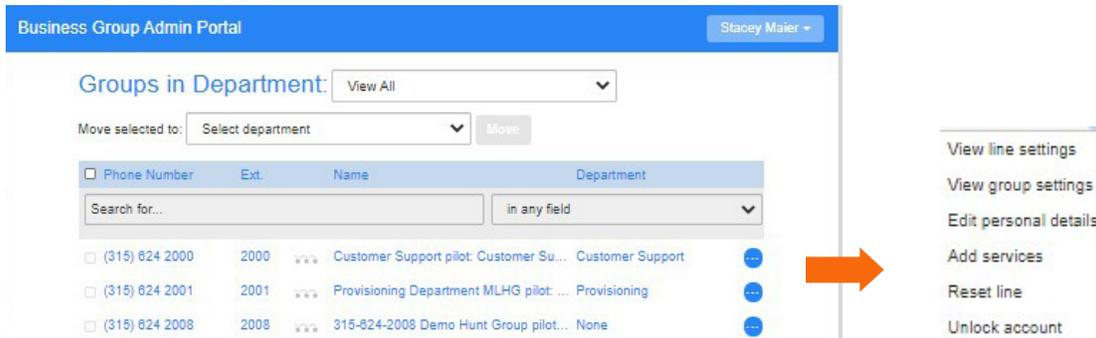 Business Group Admin Portal
Stacey Maier
Groups in Department: View All
Move selected to: Select department Move
Phone Number Ext. Name Department
Search for... in any field
(315) 624 2000 2000 Customer Support pilot: Customer Su... Customer Support
(315) 624 2001 2001 Provisioning Department MLHG pilot: ... Provisioning
(315) 624 2008 2008 315-624-2008 Demo Hunt Group pilot... None
View line settings
View group settings
Edit personal details
Add services
Reset line
Unlock account